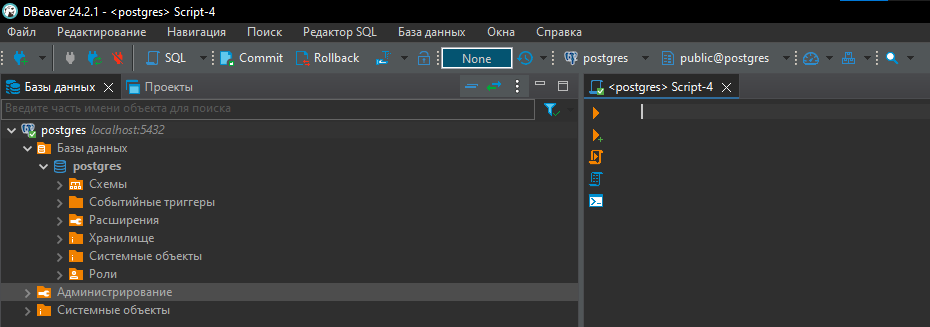 DBeaver 24.2.1 - <postgres> Script-4
Файл Редактирование Навигация Поиск Редактор SQL База данных Окна Справка
SQL Commit Rollback None postgres public@postgres
Базы данных Проекты <postgres> Script-4
Введите часть имени объекта для поиска
postgres localhost:5432
Базы данных
postgres
Схемы
Событийные триггеры
Расширения
Хранилище
Системные объекты
Роли
Администрирование
Системные объекты